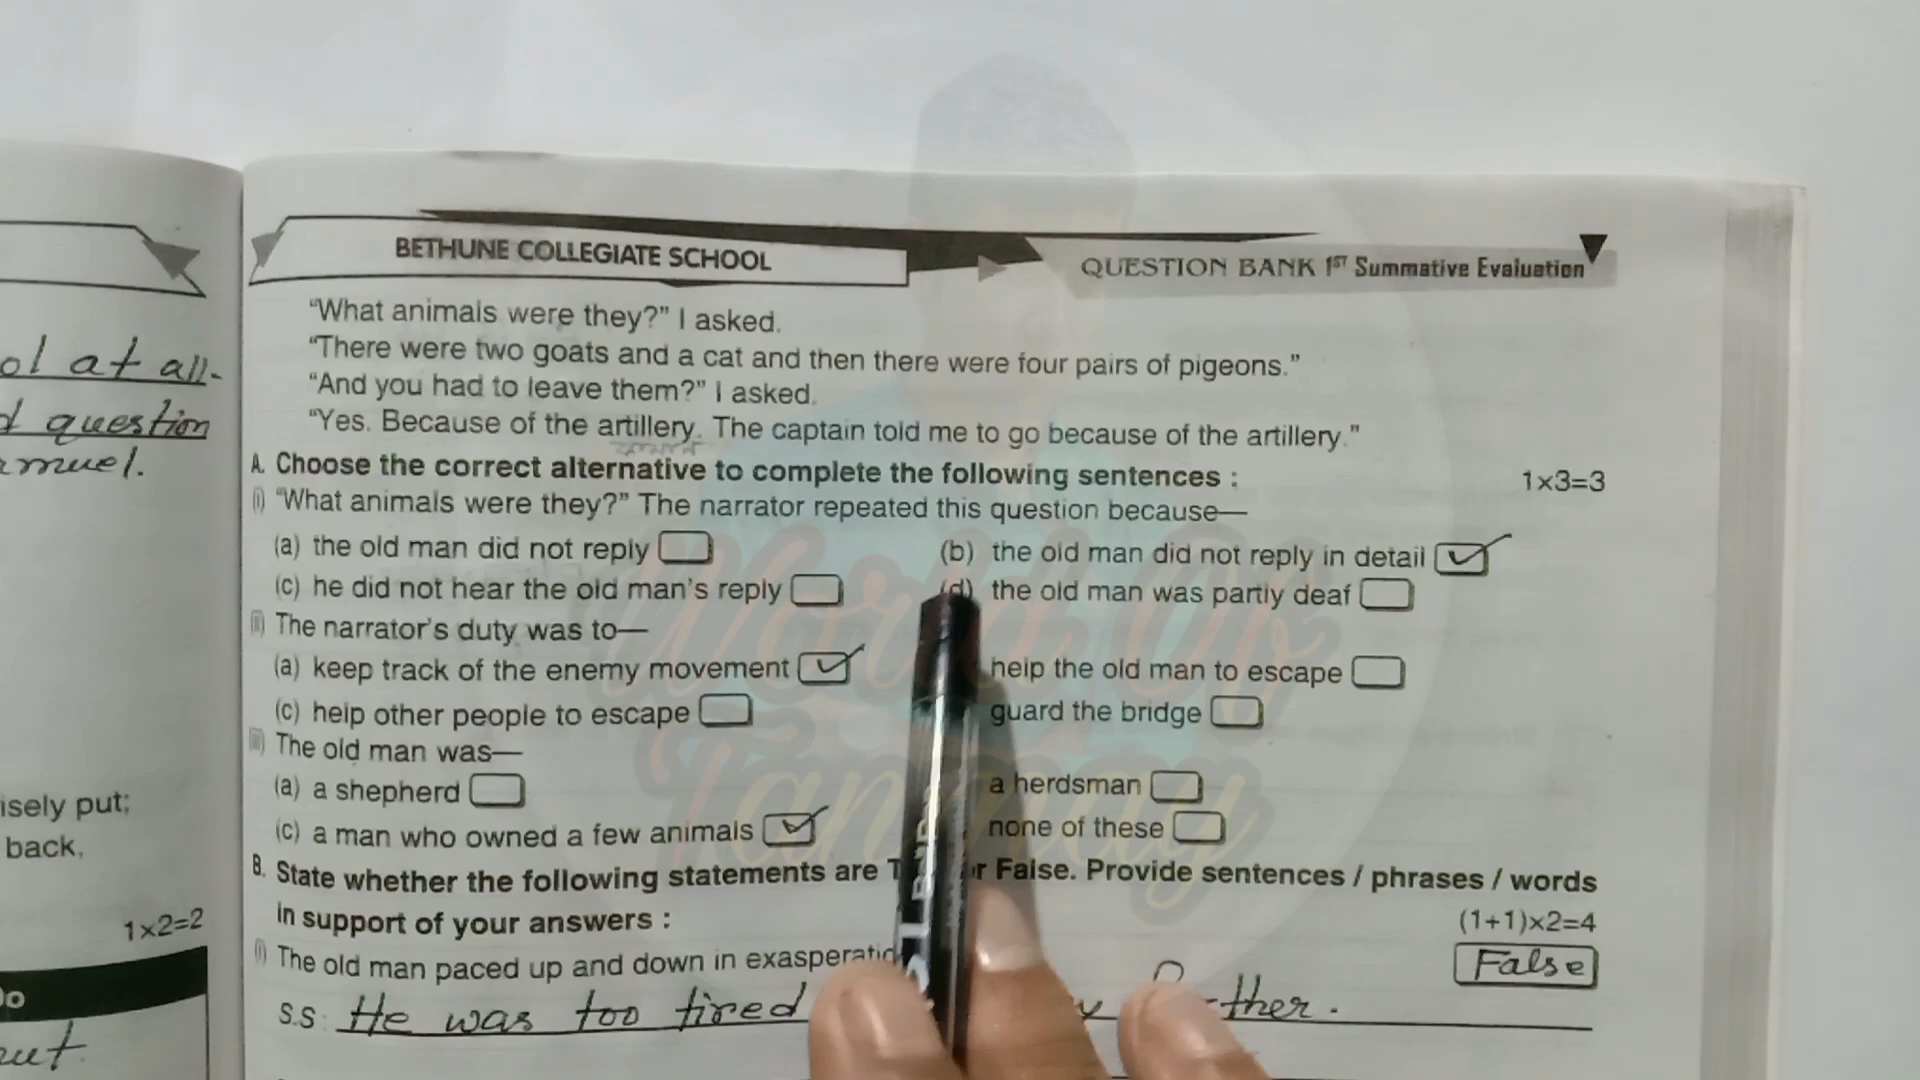 BETHUNE COLLEGIATE SCHOOL
QUESTION BANK 1ST Summative Evaluation
"What animals were they?" I asked.
"There were two goats and a cat and then there were four pairs of pigeons."
"And you had to leave them?" I asked.
"Yes. Because of the artillery. The captain told me to go because of the artillery."
A. Choose the correct alternative to complete the following sentences : 1×3=3
(i) "What animals were they?" The narrator repeated this question because—
(a) the old man did not reply (b) the old man did not reply in detail
(c) he did not hear the old man's reply (d) the old man was partly deaf
(ii) The narrator's duty was to—
(a) keep track of the enemy movement help the old man to escape
(c) help other people to escape guard the bridge
(iii) The old man was—
(a) a shepherd a herdsman
(c) a man who owned a few animals none of these
B. State whether the following statements are False. Provide sentences / phrases / words
in support of your answers : (1+1)×2=4
(i) The old man paced up and down in False
S.S : He was too tired
at all.
question
isely put;
back.
1×2=2
World Of
Tanmay